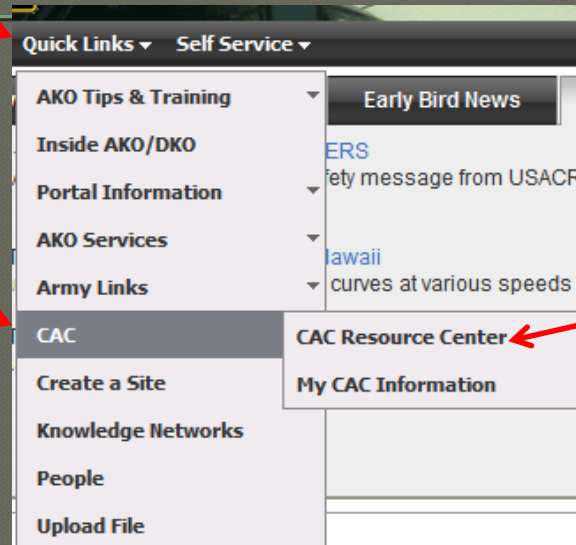 Quick Links Self Service
AKO Tips & Training
Early Bird News
Inside AKO/DKO
ERS
fety message from USACR
Portal Information
AKO Services
lawaii
Army Links
curves at various speeds
CAC
CAC Resource Center
Create a Site
My CAC Information
Knowledge Networks
People
Upload File